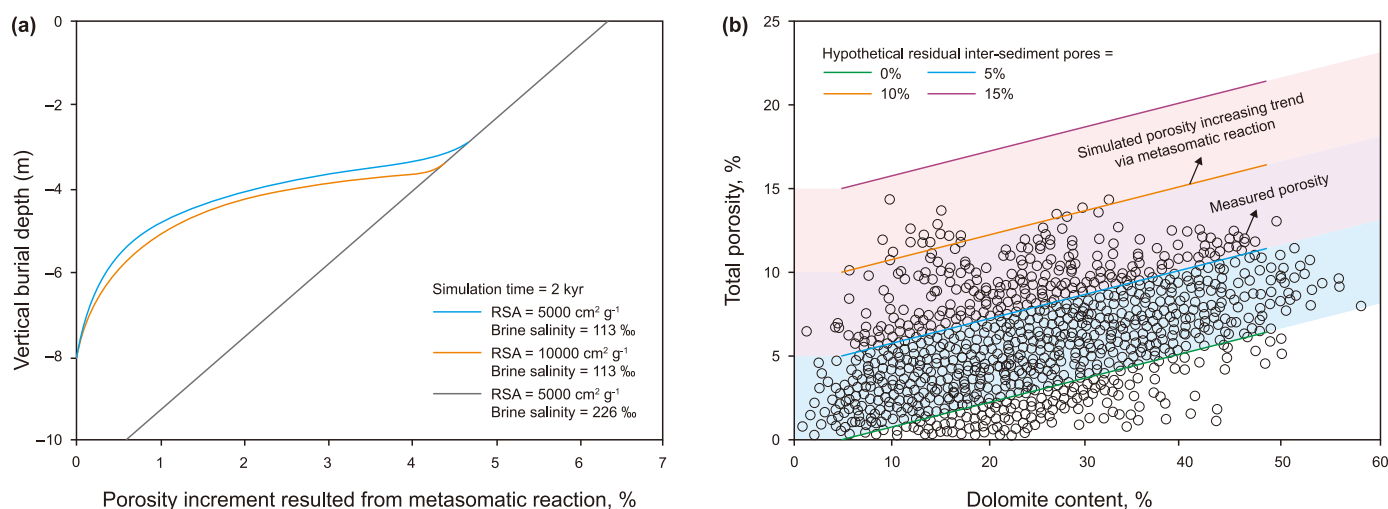 (a)
0
−2
−4
−6
−8
−10
Vertical burial depth (m)
0 1 2 3 4 5 6 7
Porosity increment resulted from metasomatic reaction, %
Simulation time = 2 kyr
RSA = 5000 cm² g⁻¹
Brine salinity = 113 ‰
RSA = 10000 cm² g⁻¹
Brine salinity = 113 ‰
RSA = 5000 cm² g⁻¹
Brine salinity = 226 ‰
(b)
25
20
15
10
5
0
Total porosity, %
Hypothetical residual inter-sediment pores =
0% 5%
10% 15%
Simulated porosity increasing trend
via metasomatic reaction
Measured porosity
0 10 20 30 40 50 60
Dolomite content, %